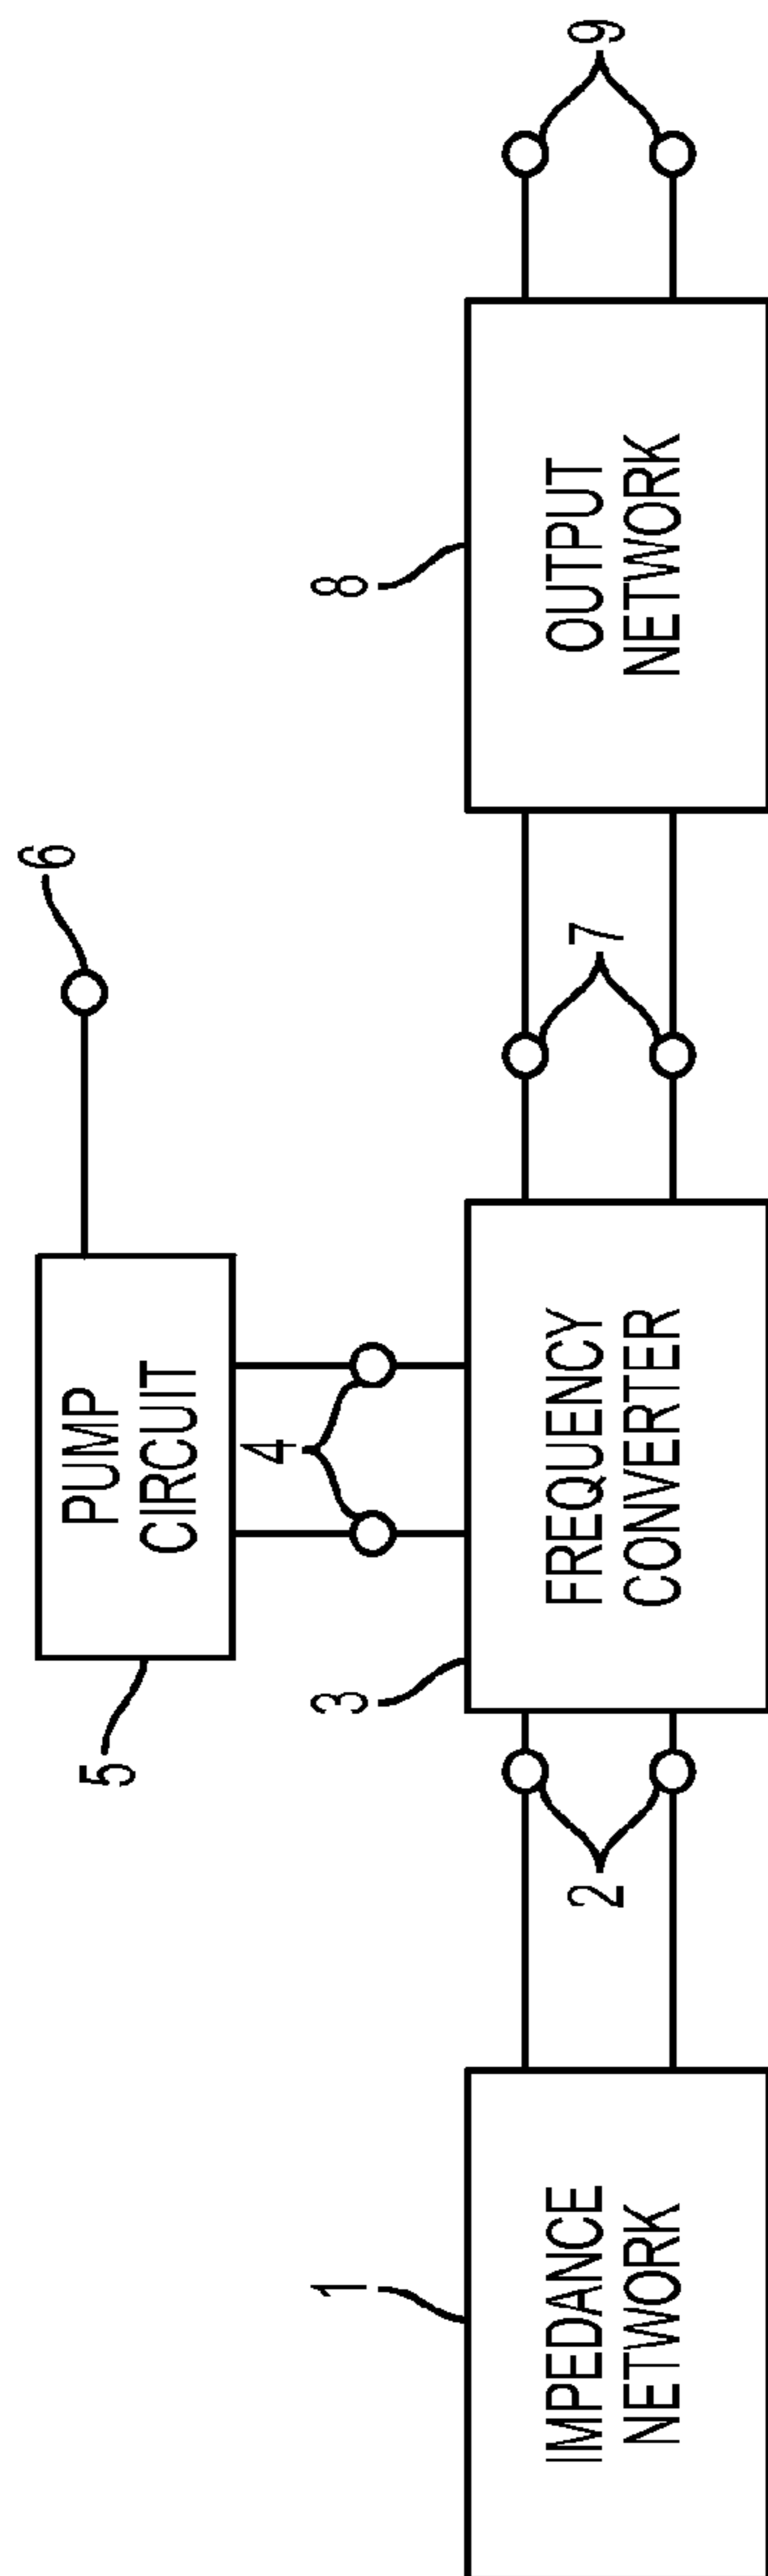 6
PUMP
CIRCUIT
5
4
1
3
8
9
IMPEDANCE
NETWORK
2
FREQUENCY
CONVERTER
7
OUTPUT
NETWORK